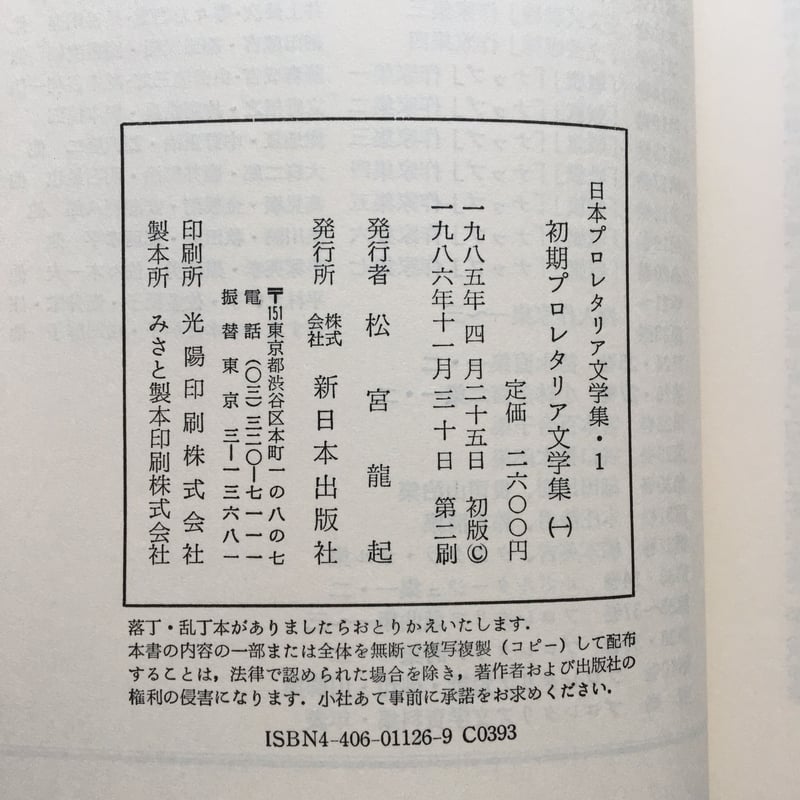 日本プロレタリア文学集・1
初期プロレタリア文学集㈠
定価 二六〇〇円
一九八五年四月二十五日 初版©
一九八六年十一月三十日 第二刷
発行者 松宮龍起
発行所 株式会社 新日本出版社
〒151東京都渋谷区本町一の八の七
電話(〇三)三二〇―七一一一
振替東京三―一三六八一
印刷所 光陽印刷株式会社
製本所 みさと製本印刷株式会社
落丁・乱丁本がありましたらおとりかえいたします．
本書の内容の一部または全体を無断で複写複製（コピー）して配布
することは，法律で認められた場合を除き，著作者および出版社の
権利の侵害になります．小社あて事前に承諾をお求めください．
ISBN4-406-01126-9 C0393